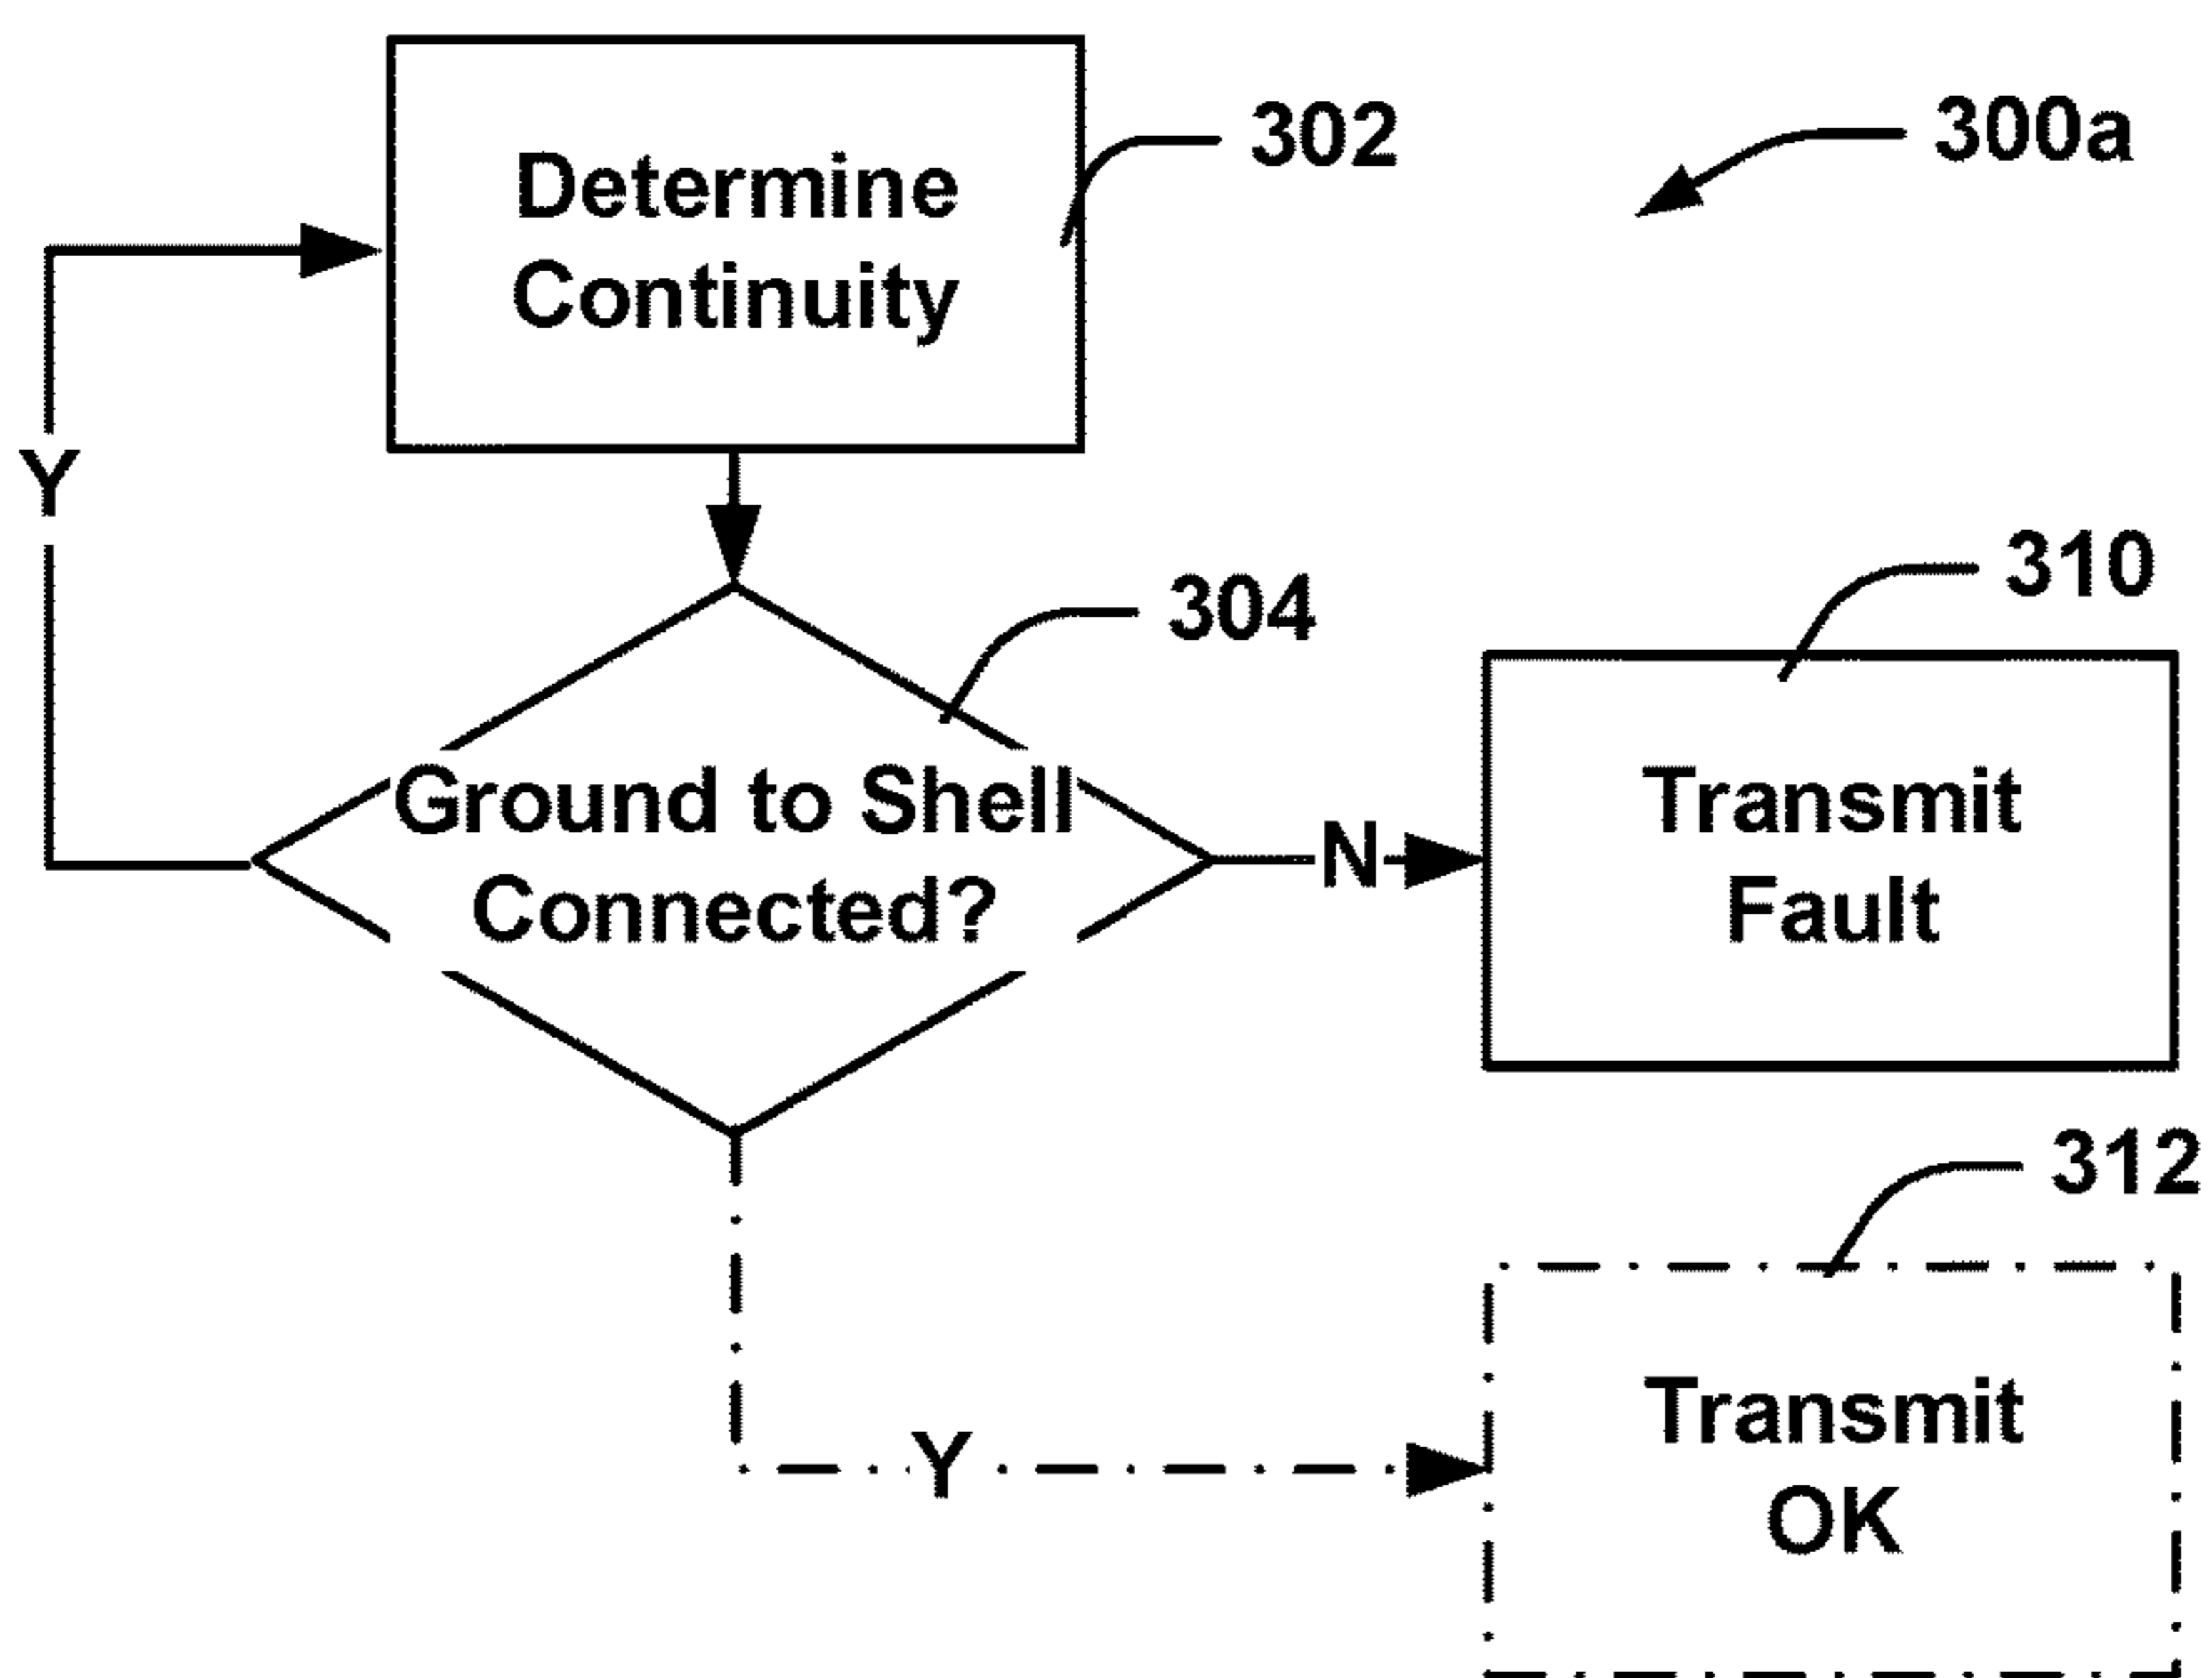 Determine
Continuity
302
300a
Y
304
310
Ground to Shell
Connected?
N
Transmit
Fault
312
Y
Transmit
OK